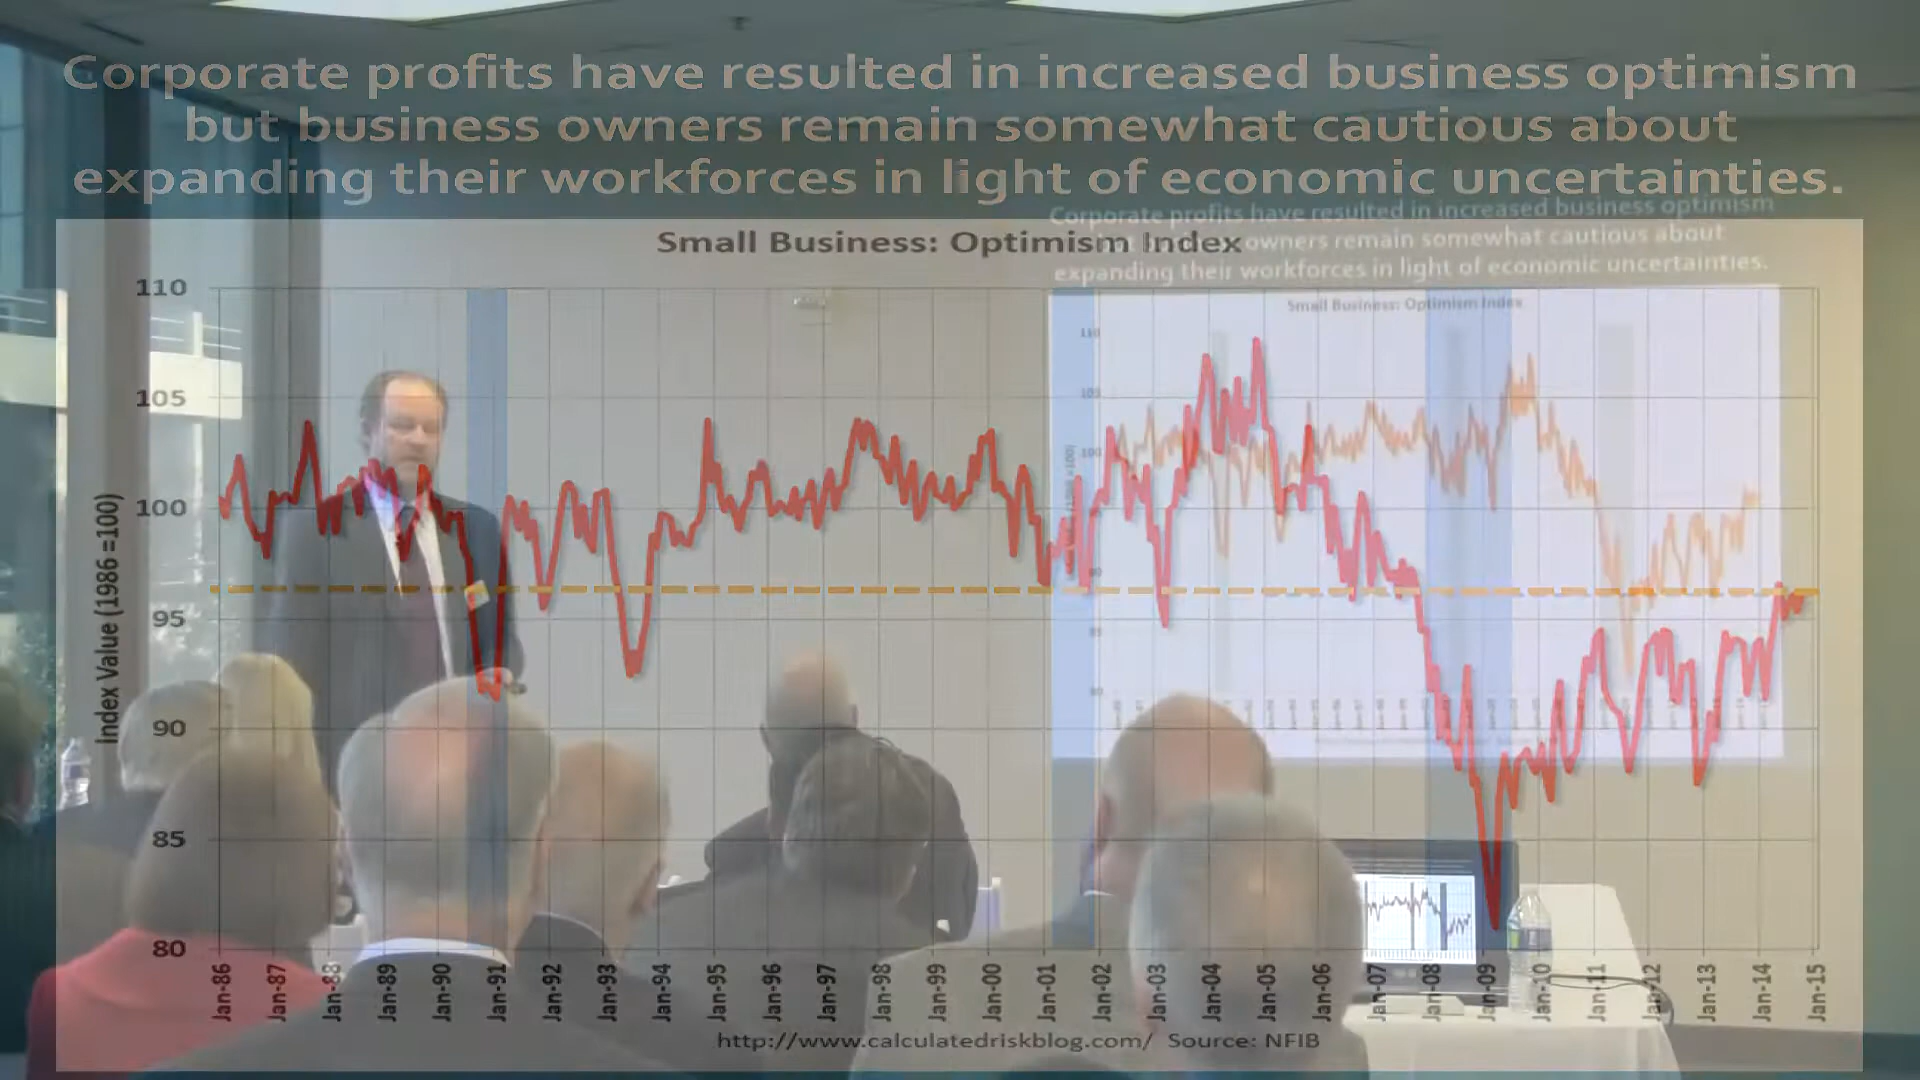 Corporate profits have resulted in increased business optimism
but business owners remain somewhat cautious about
expanding their workforces in light of economic uncertainties.
Corporate profits have resulted in increased business optimism
owners remain somewhat cautious about
expanding their workforces in light of economic uncertainties.
Small Business: Optimism Index
Small Business: Optimism Index
110
105
100
95
90
85
80
Index Value (1986 =100)
110
105
100
90
Jan-86 Jan-87 Jan-88 Jan-89 Jan-90 Jan-91 Jan-92 Jan-93 Jan-94 Jan-95 Jan-96 Jan-97 Jan-98 Jan-99 Jan-00 Jan-01 Jan-02 Jan-03 Jan-04 Jan-05 Jan-06 Jan-07 Jan-08 Jan-09 Jan-10 Jan-11 Jan-12 Jan-13 Jan-14 Jan-15
http://www.calculatedriskblog.com/ Source: NFIB